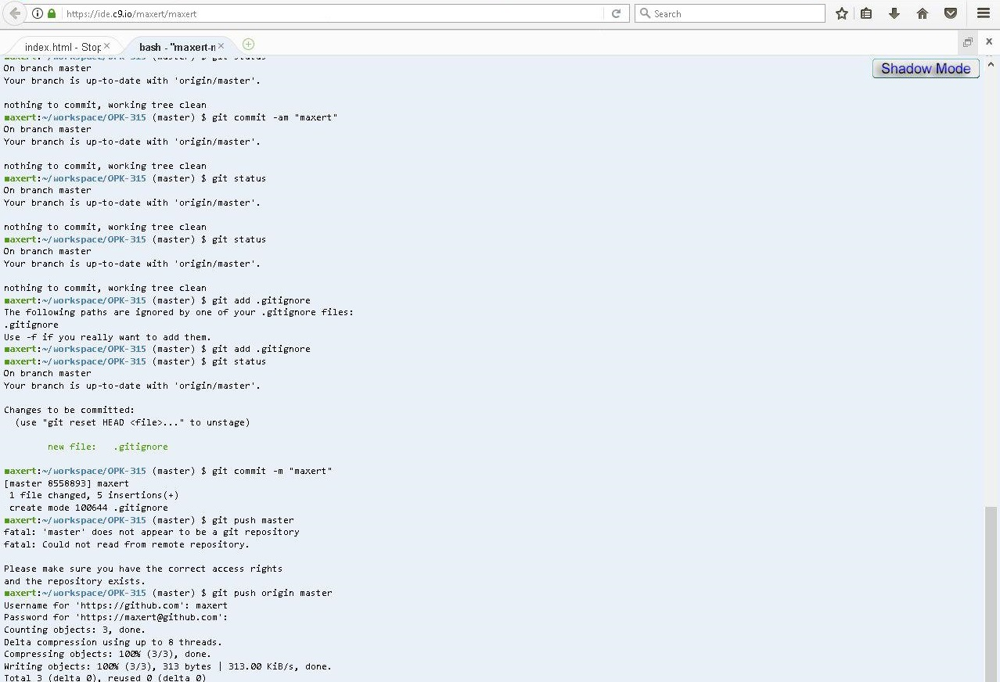 https://ide.c9.io/maxert/maxert
Search
index.html - Stop
bash - "maxert-n
Shadow Mode
maxert:~/workspace/OPK-315 (master) $ git status
On branch master
Your branch is up-to-date with 'origin/master'.
nothing to commit, working tree clean
maxert:~/workspace/OPK-315 (master) $ git commit -am "maxert"
On branch master
Your branch is up-to-date with 'origin/master'.
nothing to commit, working tree clean
maxert:~/workspace/OPK-315 (master) $ git status
On branch master
Your branch is up-to-date with 'origin/master'.
nothing to commit, working tree clean
maxert:~/workspace/OPK-315 (master) $ git status
On branch master
Your branch is up-to-date with 'origin/master'.
nothing to commit, working tree clean
maxert:~/workspace/OPK-315 (master) $ git add .gitignore
The following paths are ignored by one of your .gitignore files:
.gitignore
Use -f if you really want to add them.
maxert:~/workspace/OPK-315 (master) $ git add .gitignore
maxert:~/workspace/OPK-315 (master) $ git status
On branch master
Your branch is up-to-date with 'origin/master'.
Changes to be committed:
(use "git reset HEAD <file>..." to unstage)
new file: .gitignore
maxert:~/workspace/OPK-315 (master) $ git commit -m "maxert"
[master 8558893] maxert
1 file changed, 5 insertions(+)
create mode 100644 .gitignore
maxert:~/workspace/OPK-315 (master) $ git push master
fatal: 'master' does not appear to be a git repository
fatal: Could not read from remote repository.
Please make sure you have the correct access rights
and the repository exists.
maxert:~/workspace/OPK-315 (master) $ git push origin master
Username for 'https://github.com': maxert
Password for 'https://maxert@github.com':
Counting objects: 3, done.
Delta compression using up to 8 threads.
Compressing objects: 100% (3/3), done.
Writing objects: 100% (3/3), 313 bytes | 313.00 KiB/s, done.
Total 3 (delta 0), reused 0 (delta 0)